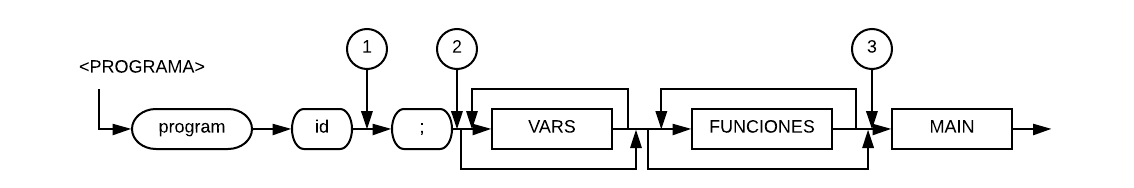 1
2
3
<PROGRAMA>
program
id
;
VARS
FUNCIONES
MAIN